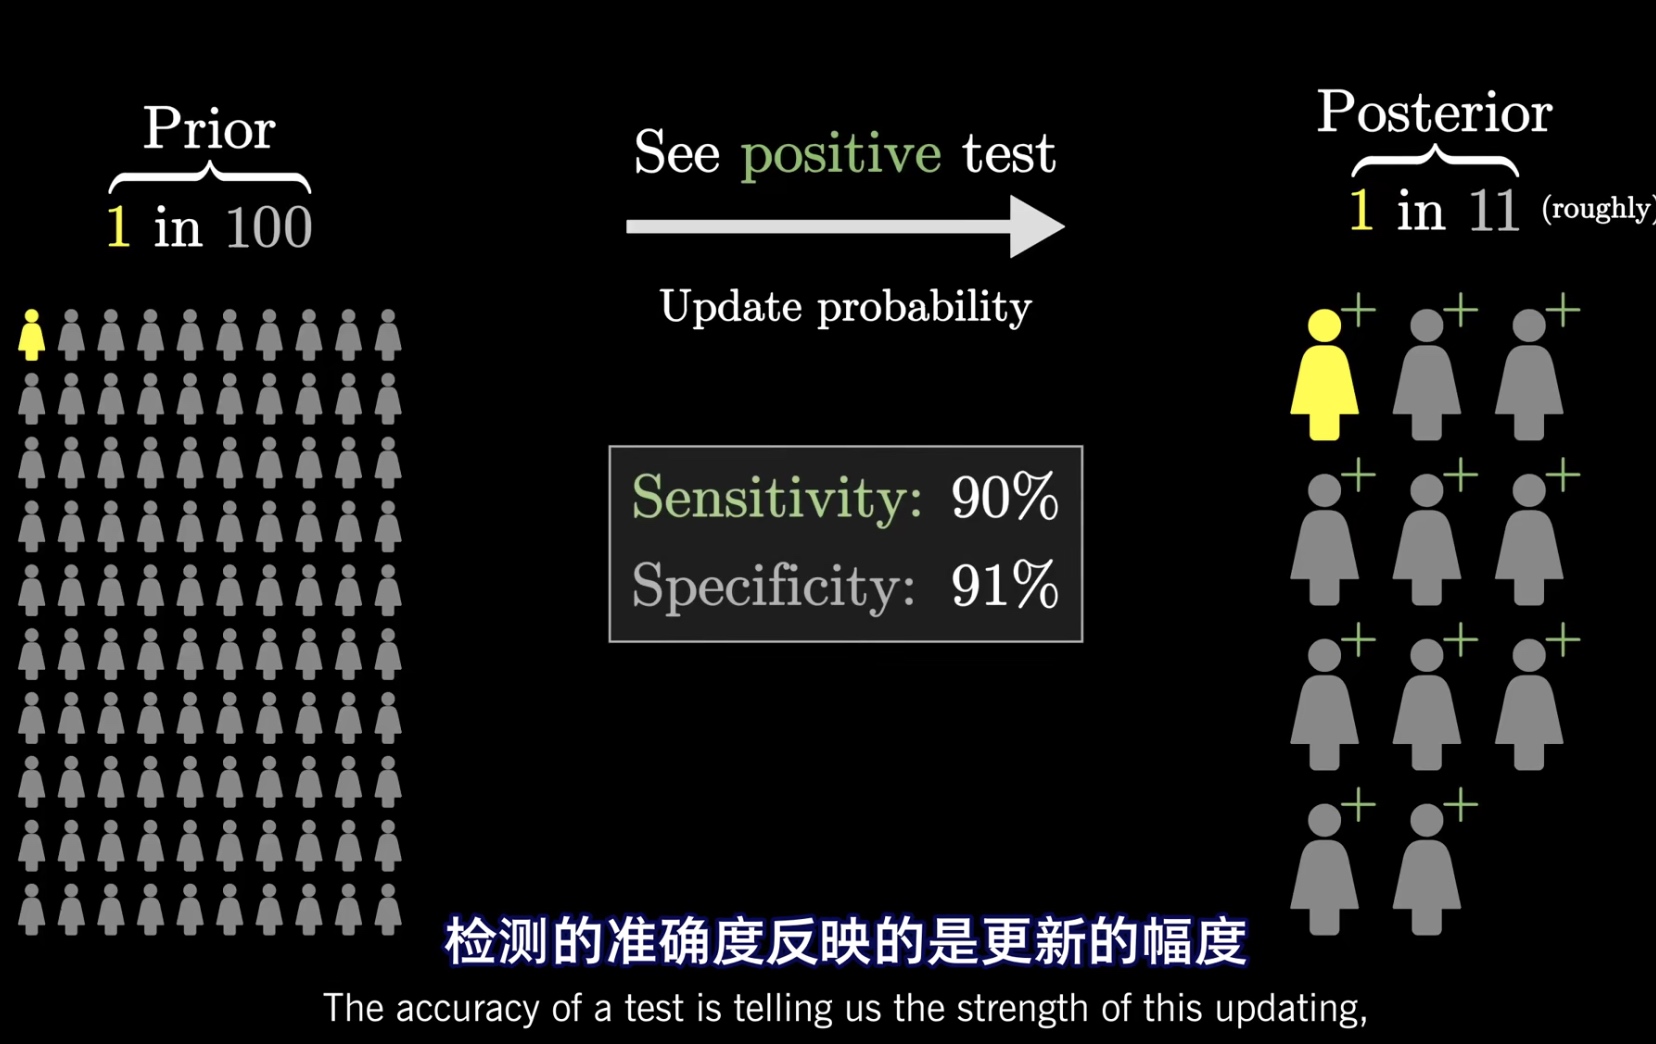 Prior
1 in 100
See positive test
Update probability
Posterior
1 in 11 (roughly)
Sensitivity: 90%
Specificity: 91%
检测的准确度反映的是更新的幅度
The accuracy of a test is telling us the strength of this updating,